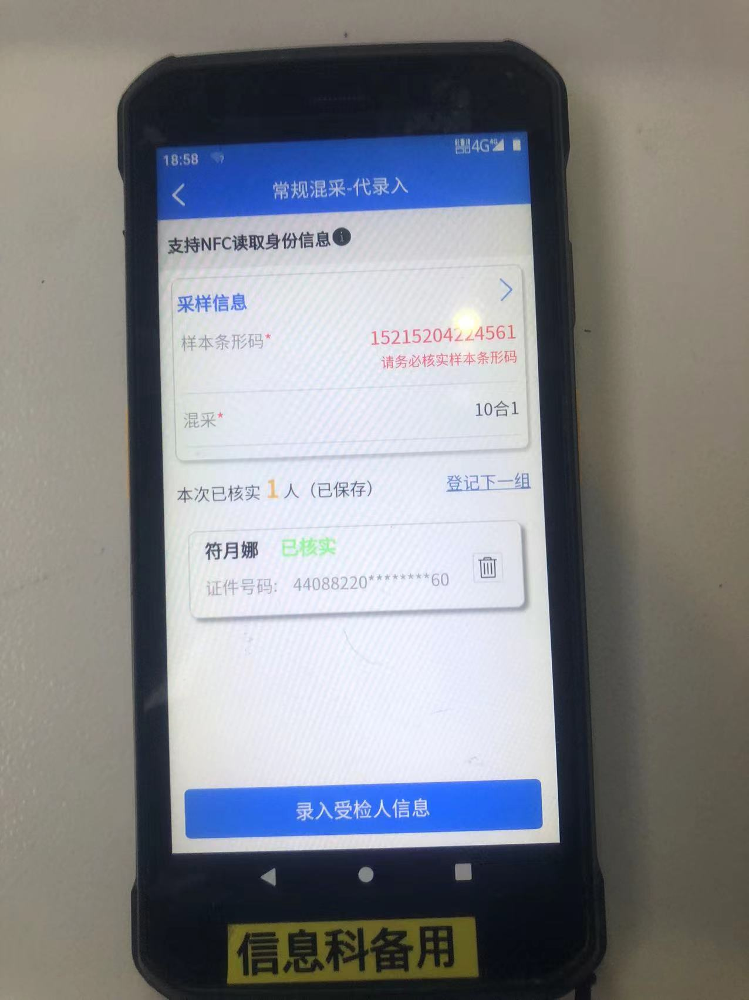 18:58 4G 4G
常规混采-代录入
支持NFC读取身份信息
采样信息
样本条形码* 15215204224561
请务必核实样本条形码
混采* 10合1
本次已核实 1 人（已保存） 登记下一组
符月娜 已核实
证件号码: 44088220********60
录入受检人信息
信息科备用